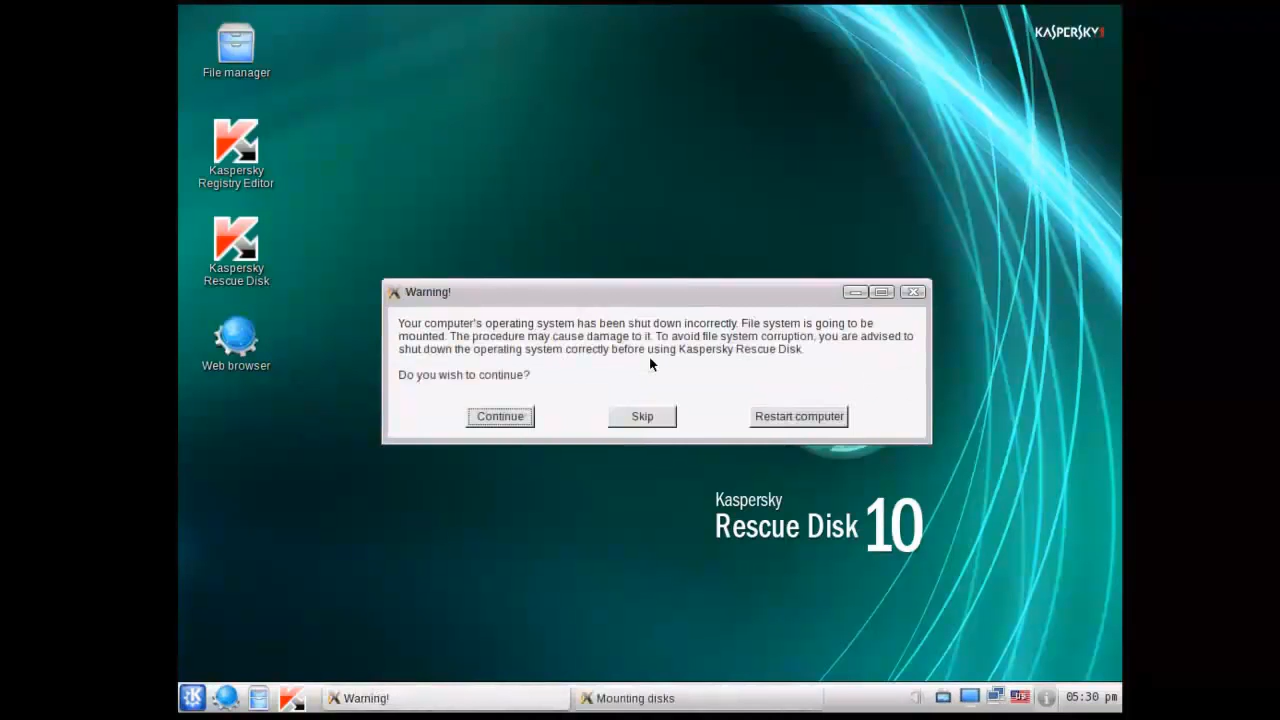 KASPERSKY
File manager
Kaspersky
Registry Editor
Kaspersky
Rescue Disk
Web browser
Warning!
Your computer's operating system has been shut down incorrectly. File system is going to be
mounted. The procedure may cause damage to it. To avoid file system corruption, you are advised to
shut down the operating system correctly before using Kaspersky Rescue Disk.
Do you wish to continue?
Continue
Skip
Restart computer
Kaspersky
Rescue Disk 10
Warning!
Mounting disks
US
05:30 pm